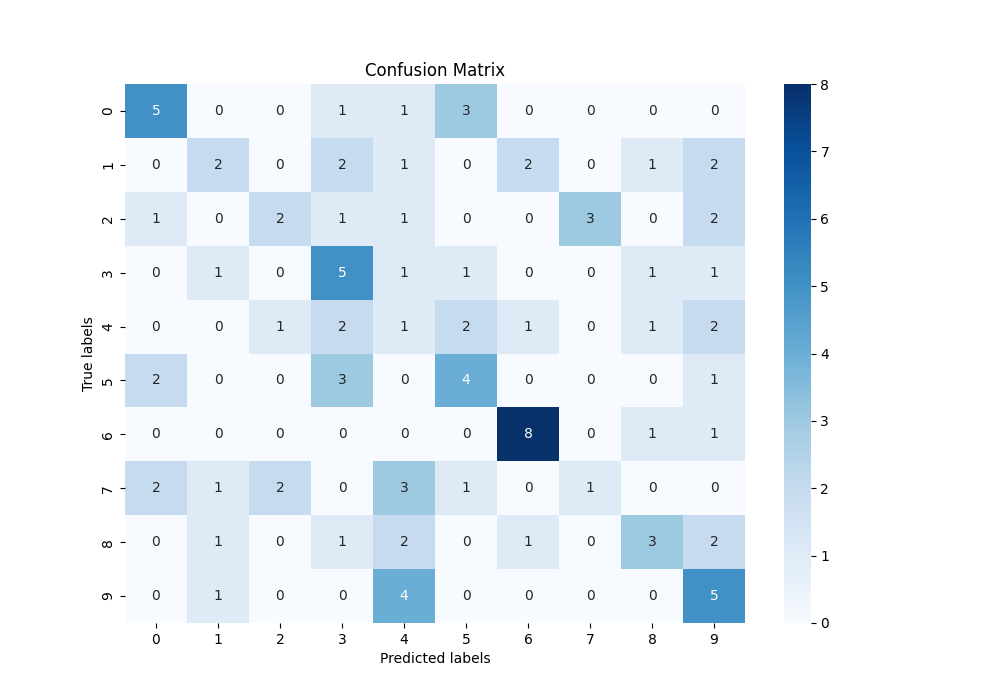 Confusion Matrix
0 5 0 0 1 1 3 0 0 0 0
1 0 2 0 2 1 0 2 0 1 2
2 1 0 2 1 1 0 0 3 0 2
3 0 1 0 5 1 1 0 0 1 1
4 0 0 1 2 1 2 1 0 1 2
5 2 0 0 3 0 4 0 0 0 1
6 0 0 0 0 0 0 8 0 1 1
7 2 1 2 0 3 1 0 1 0 0
8 0 1 0 1 2 0 1 0 3 2
9 0 1 0 0 4 0 0 0 0 5
0 1 2 3 4 5 6 7 8 9
Predicted labels
True labels
8
7
6
5
4
3
2
1
0